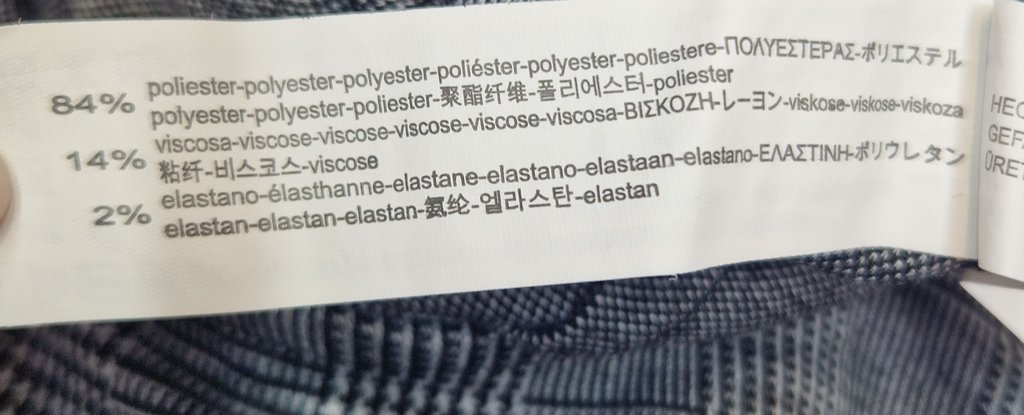 84% poliester-polyester-polyester-poliéster-polyester-poliestere-ΠΟΛΥΕΣΤΕΡΑΣ-ポリエステル
polyester-polyester-poliester-聚酯纤维-폴리에스터-poliester
14% viscosa-viscose-viscose-viscose-viscose-viscosa-ΒΙΣΚΟΖΗ-レーヨン-viskose-viskose-viskoza
粘纤-비스코스-viscose
2% elastano-élasthanne-elastane-elastano-elastaan-elastano-ΕΛΑΣΤΙΝΗ-ポリウレタン
elastan-elastan-elastan-氨纶-엘라스탄-elastan
HEC
GEF
ÜRET